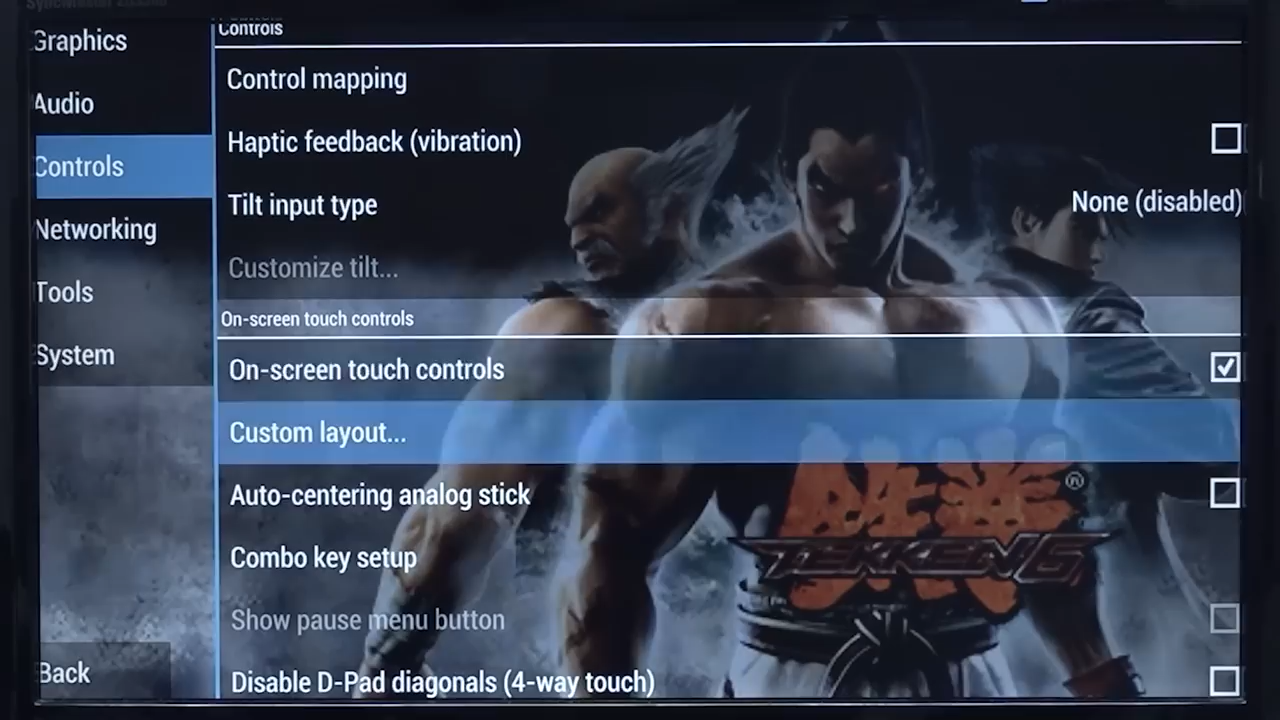 Graphics
Audio
Controls
Networking
Tools
System
Back
Controls
Control mapping
Haptic feedback (vibration)
Tilt input type
None (disabled)
Customize tilt...
On-screen touch controls
On-screen touch controls
Custom layout...
Auto-centering analog stick
Combo key setup
Show pause menu button
Disable D-Pad diagonals (4-way touch)
鉄拳
®
TEKKEN 6